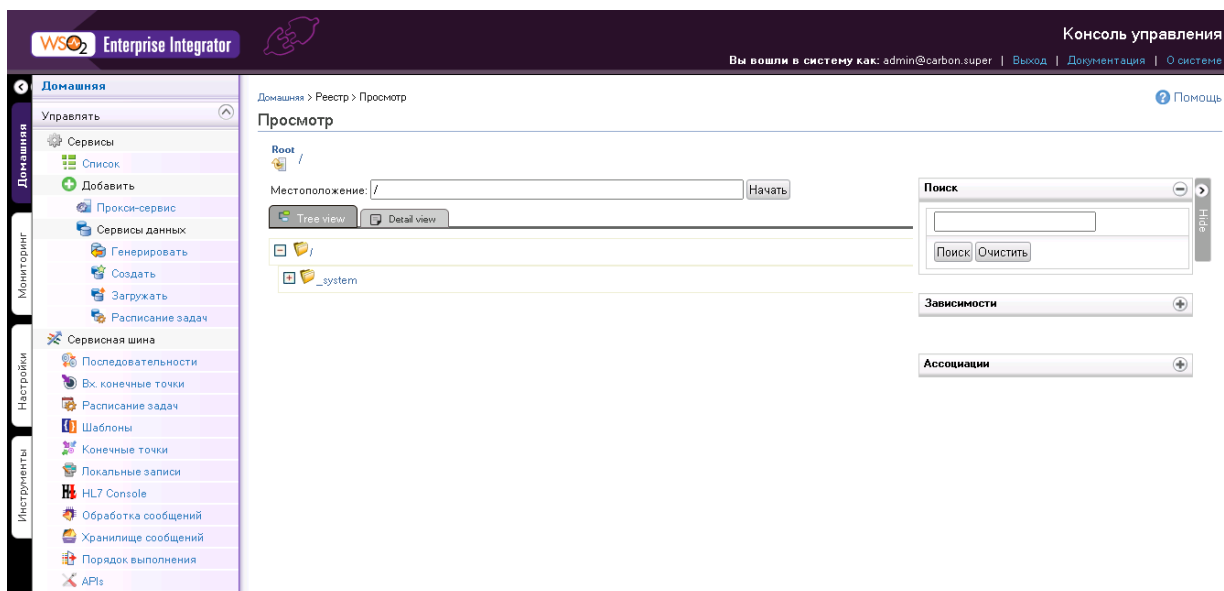 WSO2 Enterprise Integrator
Консоль управления
Вы вошли в систему как: admin@carbon.super | Выход | Документация | О системе
Домашняя
Мониторинг
Настройки
Инструменты
Домашняя
Управлять
Сервисы
Список
Добавить
Прокси-сервис
Сервисы данных
Генерировать
Создать
Загружать
Расписание задач
Сервисная шина
Последовательности
Вх. конечные точки
Расписание задач
Шаблоны
Конечные точки
Локальные записи
HL7 Console
Обработка сообщений
Хранилище сообщений
Порядок выполнения
APIs
Домашняя > Реестр > Просмотр
Помощь
Просмотр
Root
/
Местоположение: / Начать
Tree view Detail view
/
_system
Поиск
Поиск Очистить
Зависимости
Ассоциации
Hide